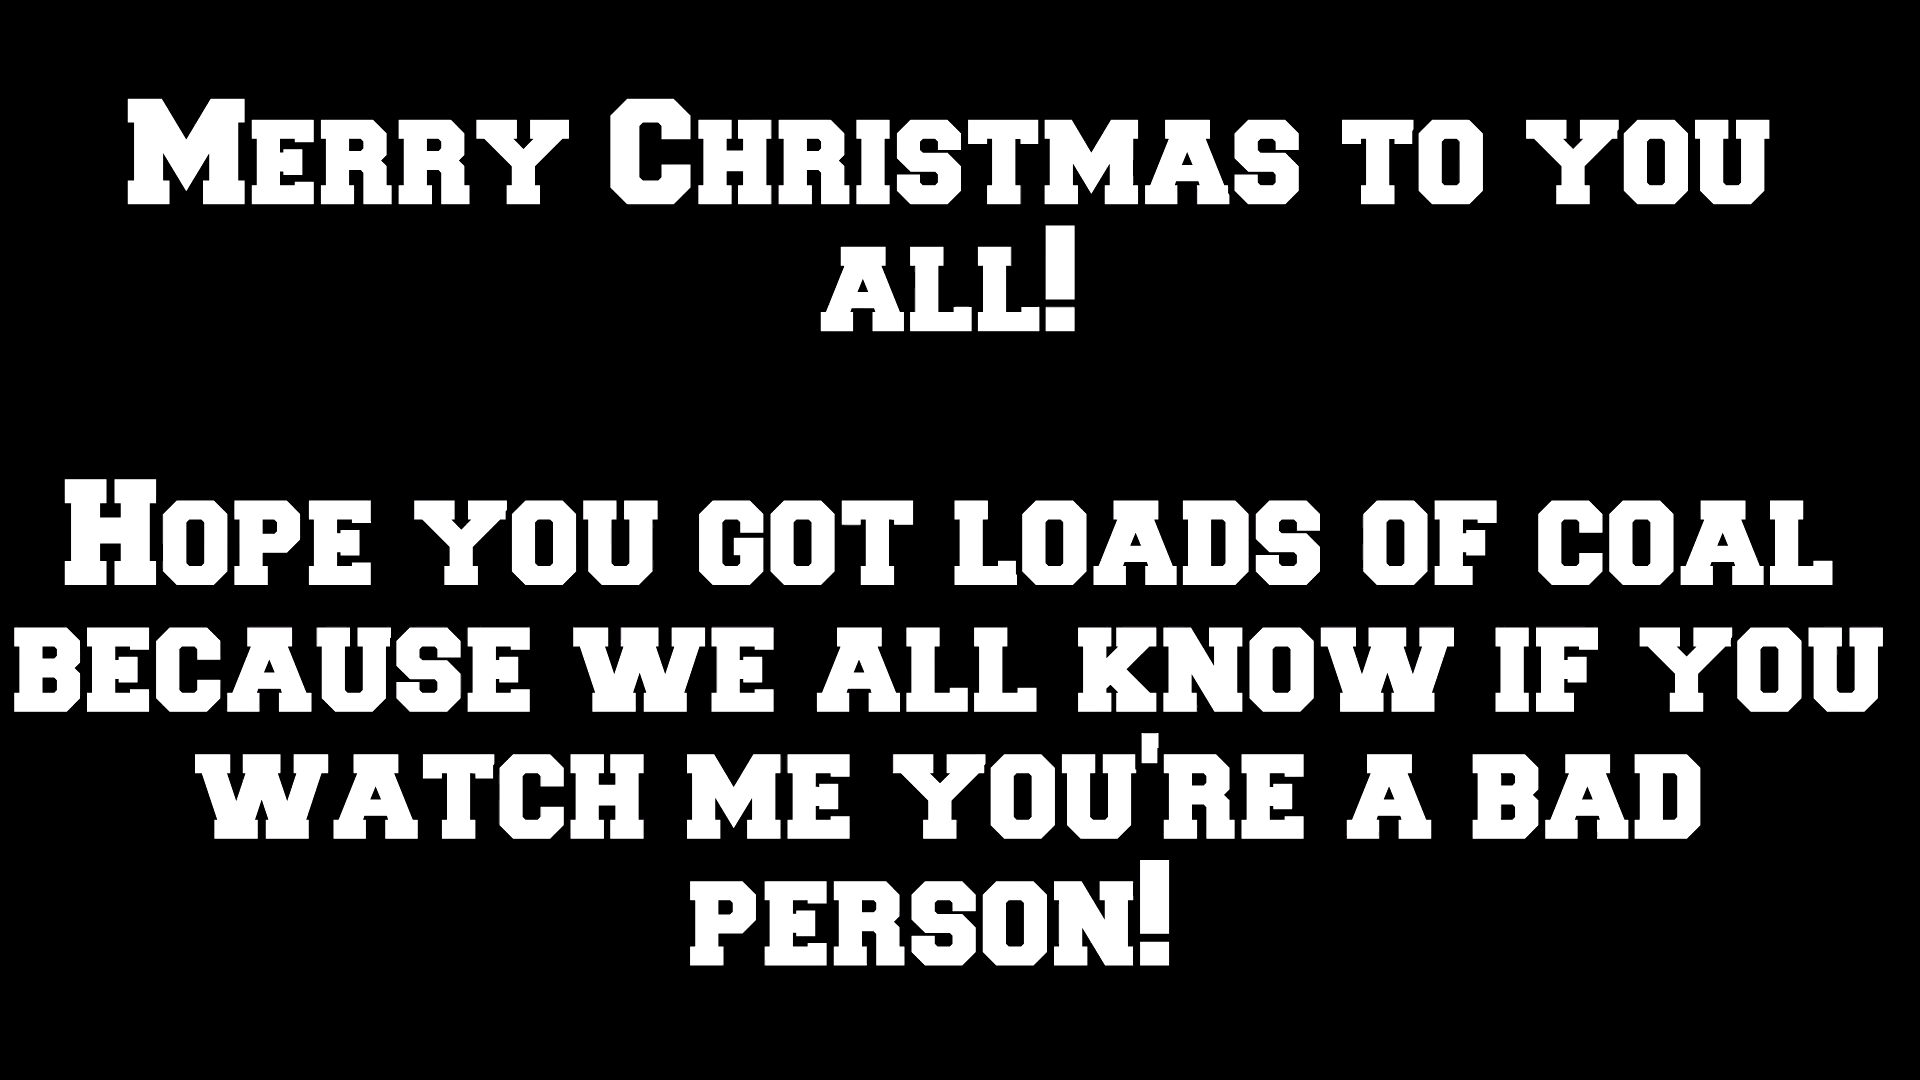 Merry Christmas to you
all!
Hope you got loads of coal
because we all know if you
watch me you're a bad
person!